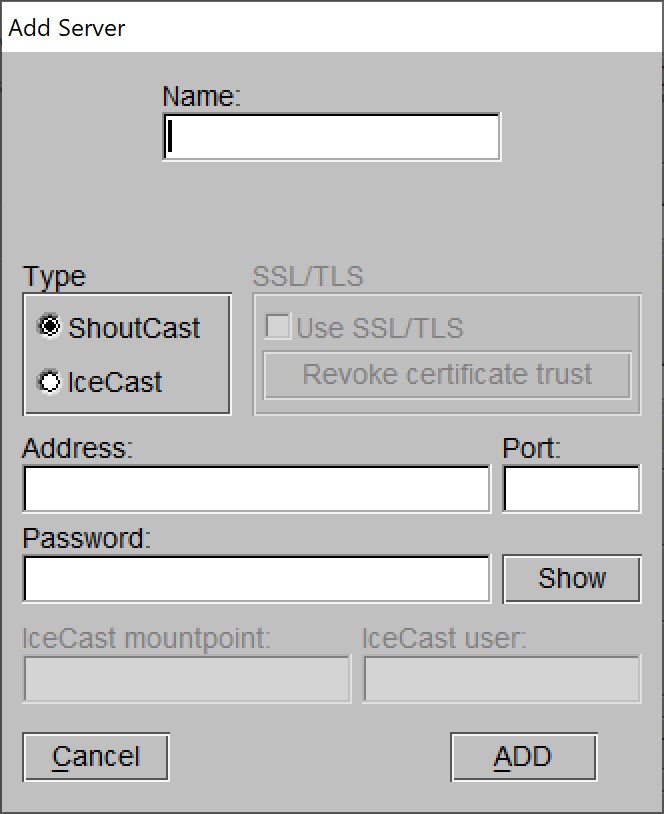 Add Server
Name:
Type
SSL/TLS
ShoutCast
Use SSL/TLS
IceCast
Revoke certificate trust
Address:
Port:
Password:
Show
IceCast mountpoint:
IceCast user:
Cancel
ADD